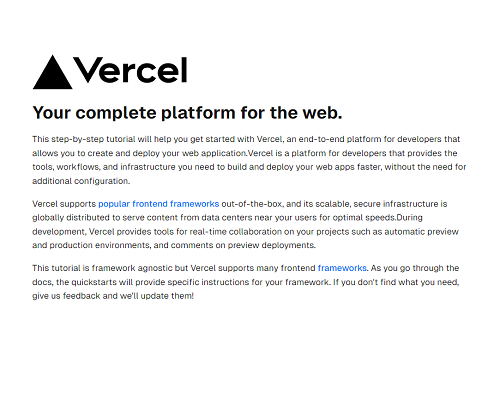 Vercel
Your complete platform for the web.
This step-by-step tutorial will help you get started with Vercel, an end-to-end platform for developers that
allows you to create and deploy your web application.Vercel is a platform for developers that provides the
tools, workflows, and infrastructure you need to build and deploy your web apps faster, without the need for
additional configuration.
Vercel supports popular frontend frameworks out-of-the-box, and its scalable, secure infrastructure is
globally distributed to serve content from data centers near your users for optimal speeds.During
development, Vercel provides tools for real-time collaboration on your projects such as automatic preview
and production environments, and comments on preview deployments.
This tutorial is framework agnostic but Vercel supports many frontend frameworks. As you go through the
docs, the quickstarts will provide specific instructions for your framework. If you don't find what you need,
give us feedback and we'll update them!